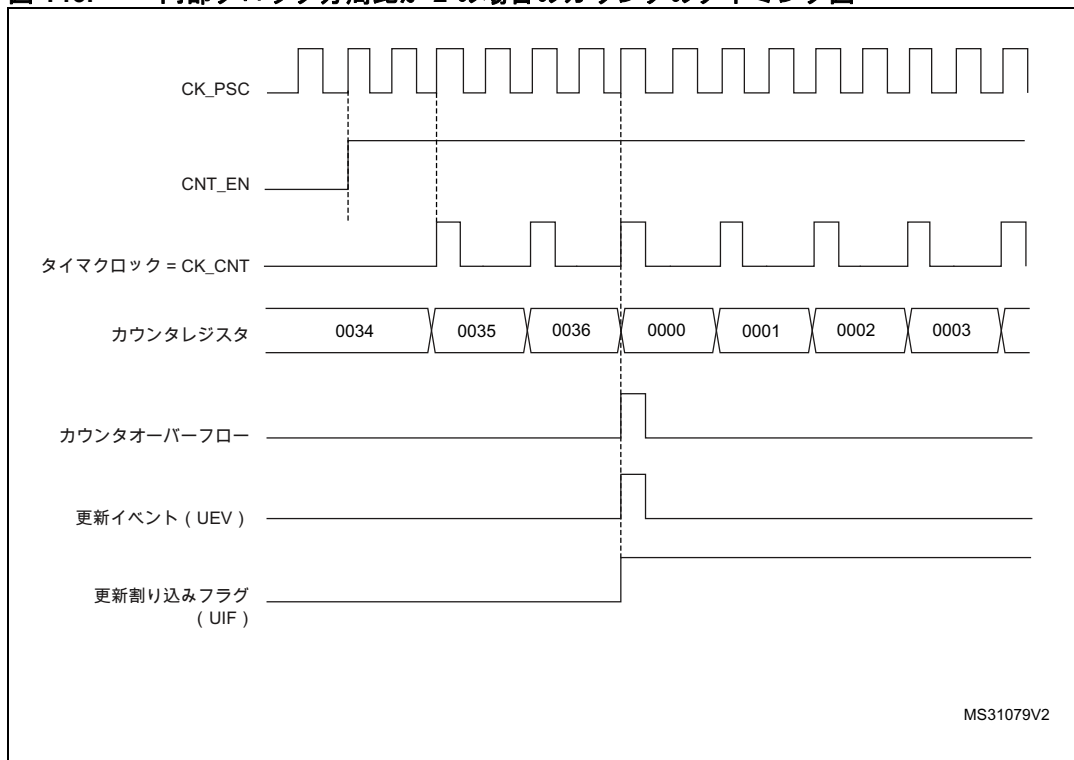 CK_PSC
CNT_EN
タイマクロック = CK_CNT
カウンタレジスタ
0034
0035
0036
0000
0001
0002
0003
カウンタオーバーフロー
更新イベント ( UEV )
更新割り込みフラグ
( UIF )
MS31079V2